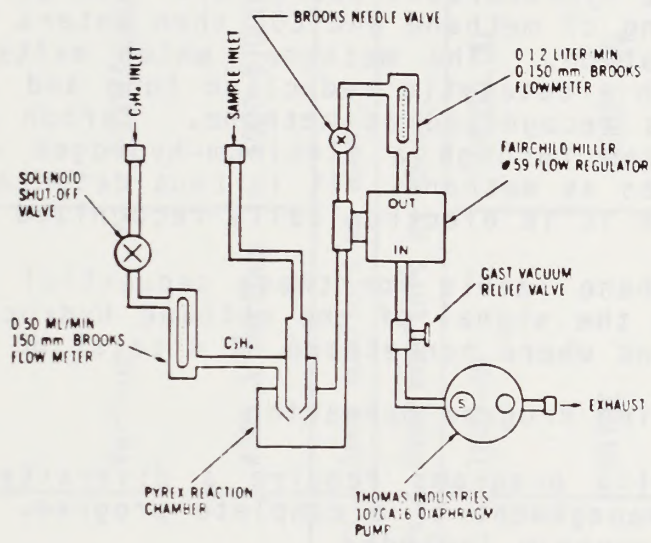 C₂H₄ INLET
SAMPLE INLET
BROOKS NEEDLE VALVE
0-1.2 LITER/MIN
0-150 mm, BROOKS
FLOWMETER
FAIRCHILD HILLER
#59 FLOW REGULATOR
SOLENOID
SHUT-OFF
VALVE
OUT
IN
GAST VACUUM
RELIEF VALVE
0-50 ML/MIN
150 mm BROOKS
FLOW METER
C₂H₄
S
EXHAUST
PYREX REACTION
CHAMBER
THOMAS INDUSTRIES
107CA16 DIAPHRAGM
PUMP